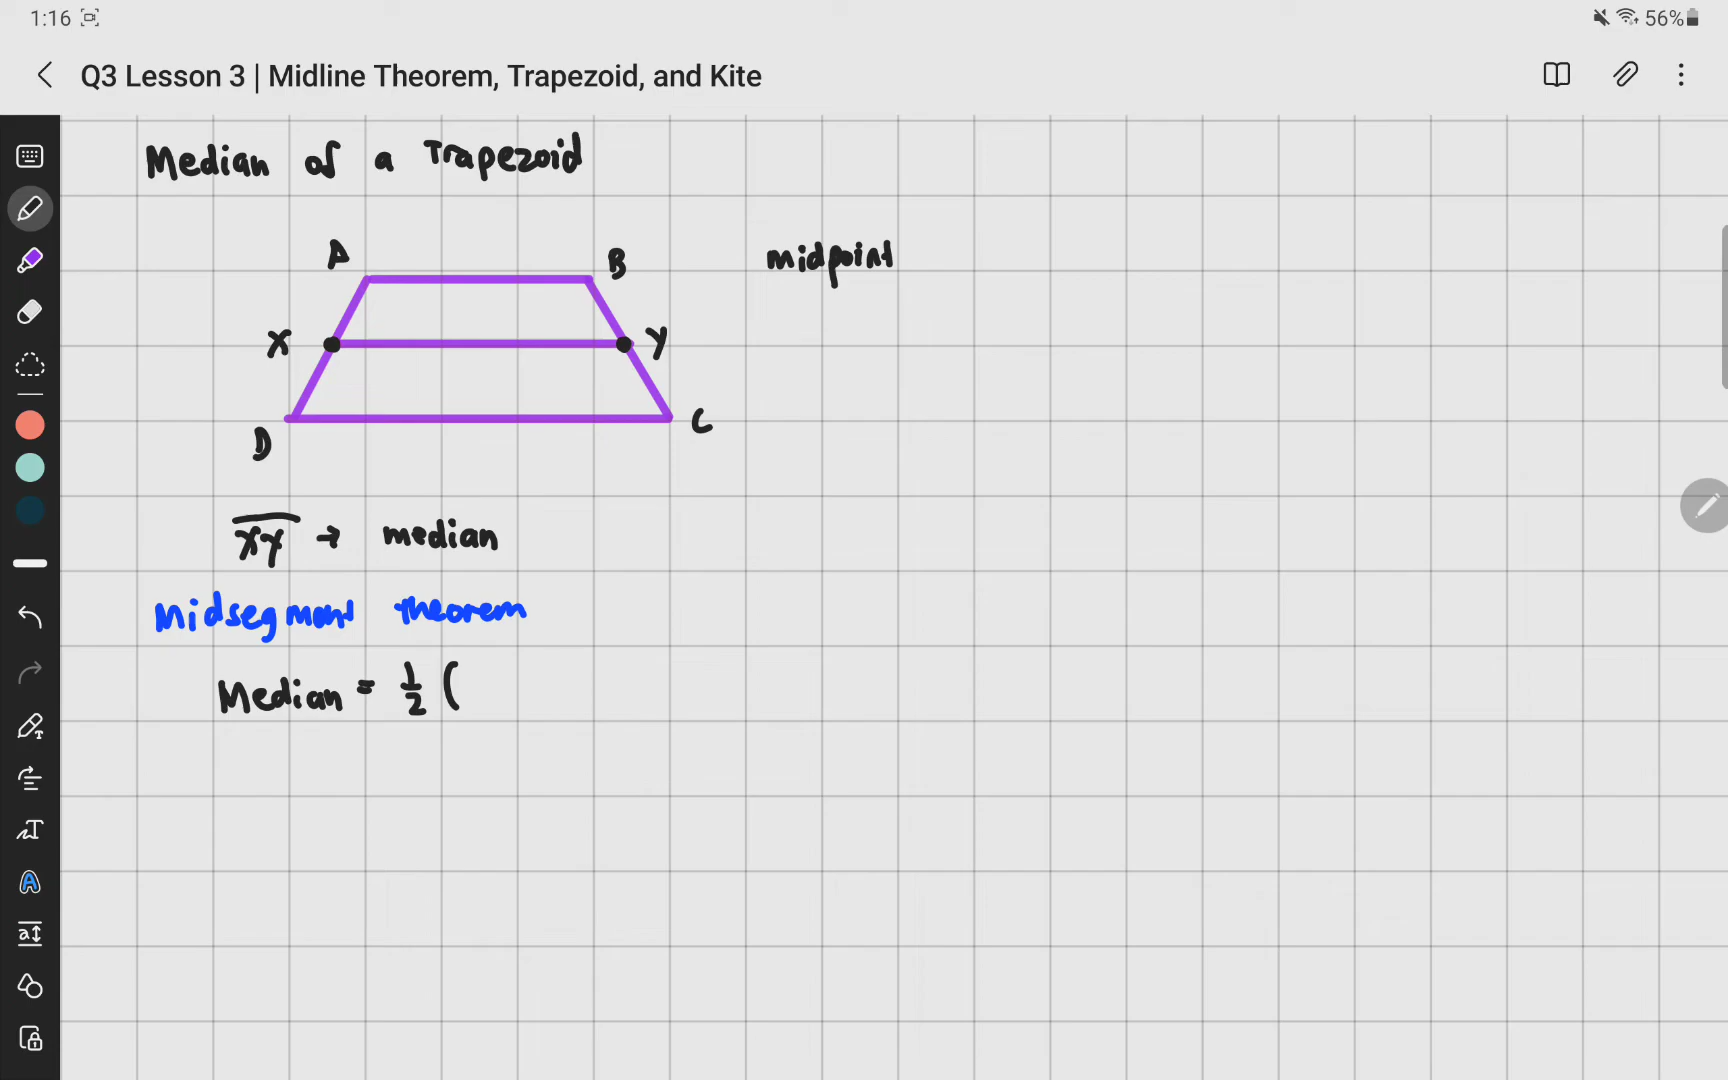 1:16
56%
Q3 Lesson 3 | Midline Theorem, Trapezoid, and Kite
Median of a Trapezoid
A
B
midpoint
X
Y
D
C
XY → median
Midsegment theorem
Median = 1/2 (